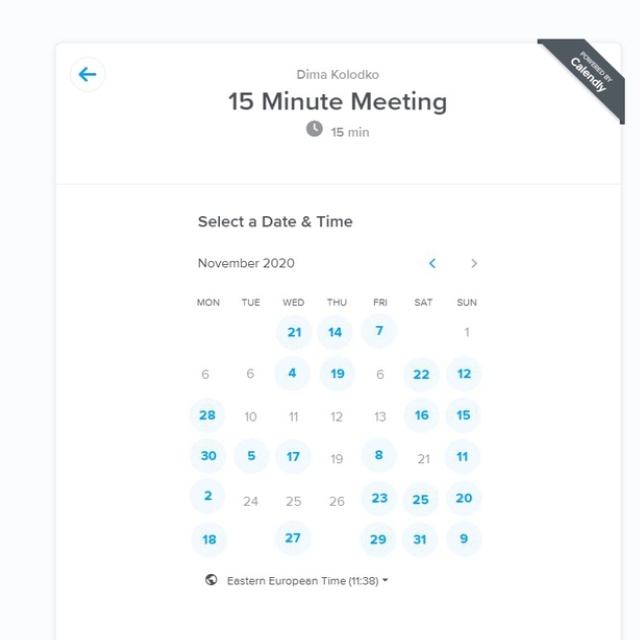 POWERED BY
Calendly
Dima Kolodko
15 Minute Meeting
15 min
Select a Date & Time
November 2020
MON TUE WED THU FRI SAT SUN
21 14 7 1
6 6 4 19 6 22 12
28 10 11 12 13 16 15
30 5 17 19 8 21 11
2 24 25 26 23 25 20
18 27 29 31 9
Eastern European Time (11:38)